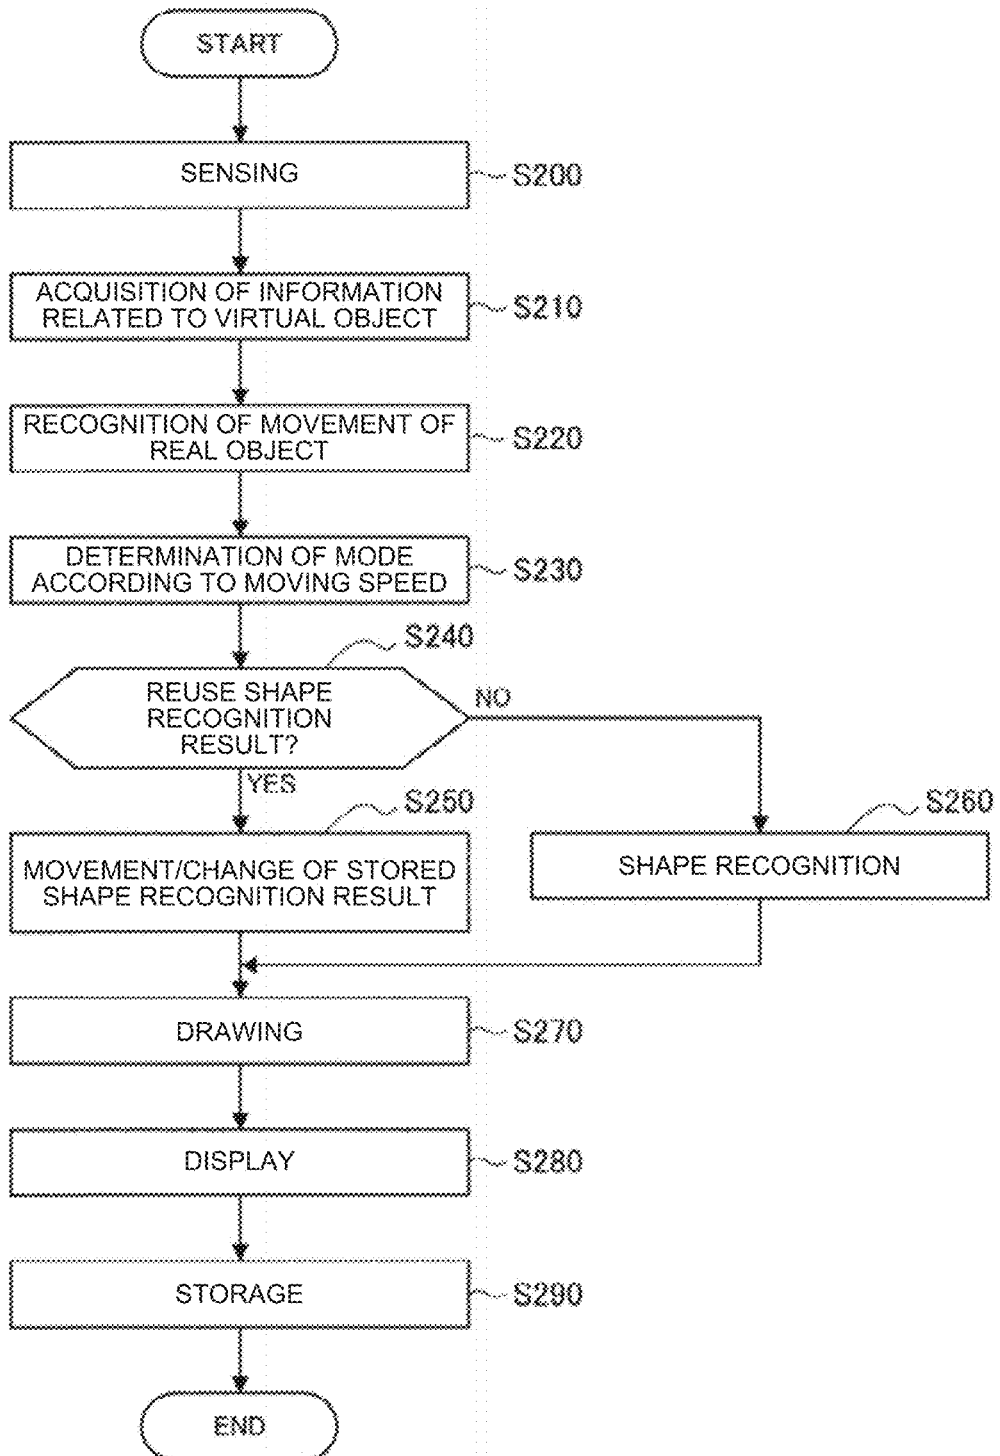 START
SENSING
S200
ACQUISITION OF INFORMATION
RELATED TO VIRTUAL OBJECT
S210
RECOGNITION OF MOVEMENT OF
REAL OBJECT
S220
DETERMINATION OF MODE
ACCORDING TO MOVING SPEED
S230
S240
REUSE SHAPE
RECOGNITION
RESULT?
NO
YES
S250
MOVEMENT/CHANGE OF STORED
SHAPE RECOGNITION RESULT
S260
SHAPE RECOGNITION
DRAWING
S270
DISPLAY
S280
STORAGE
S290
END